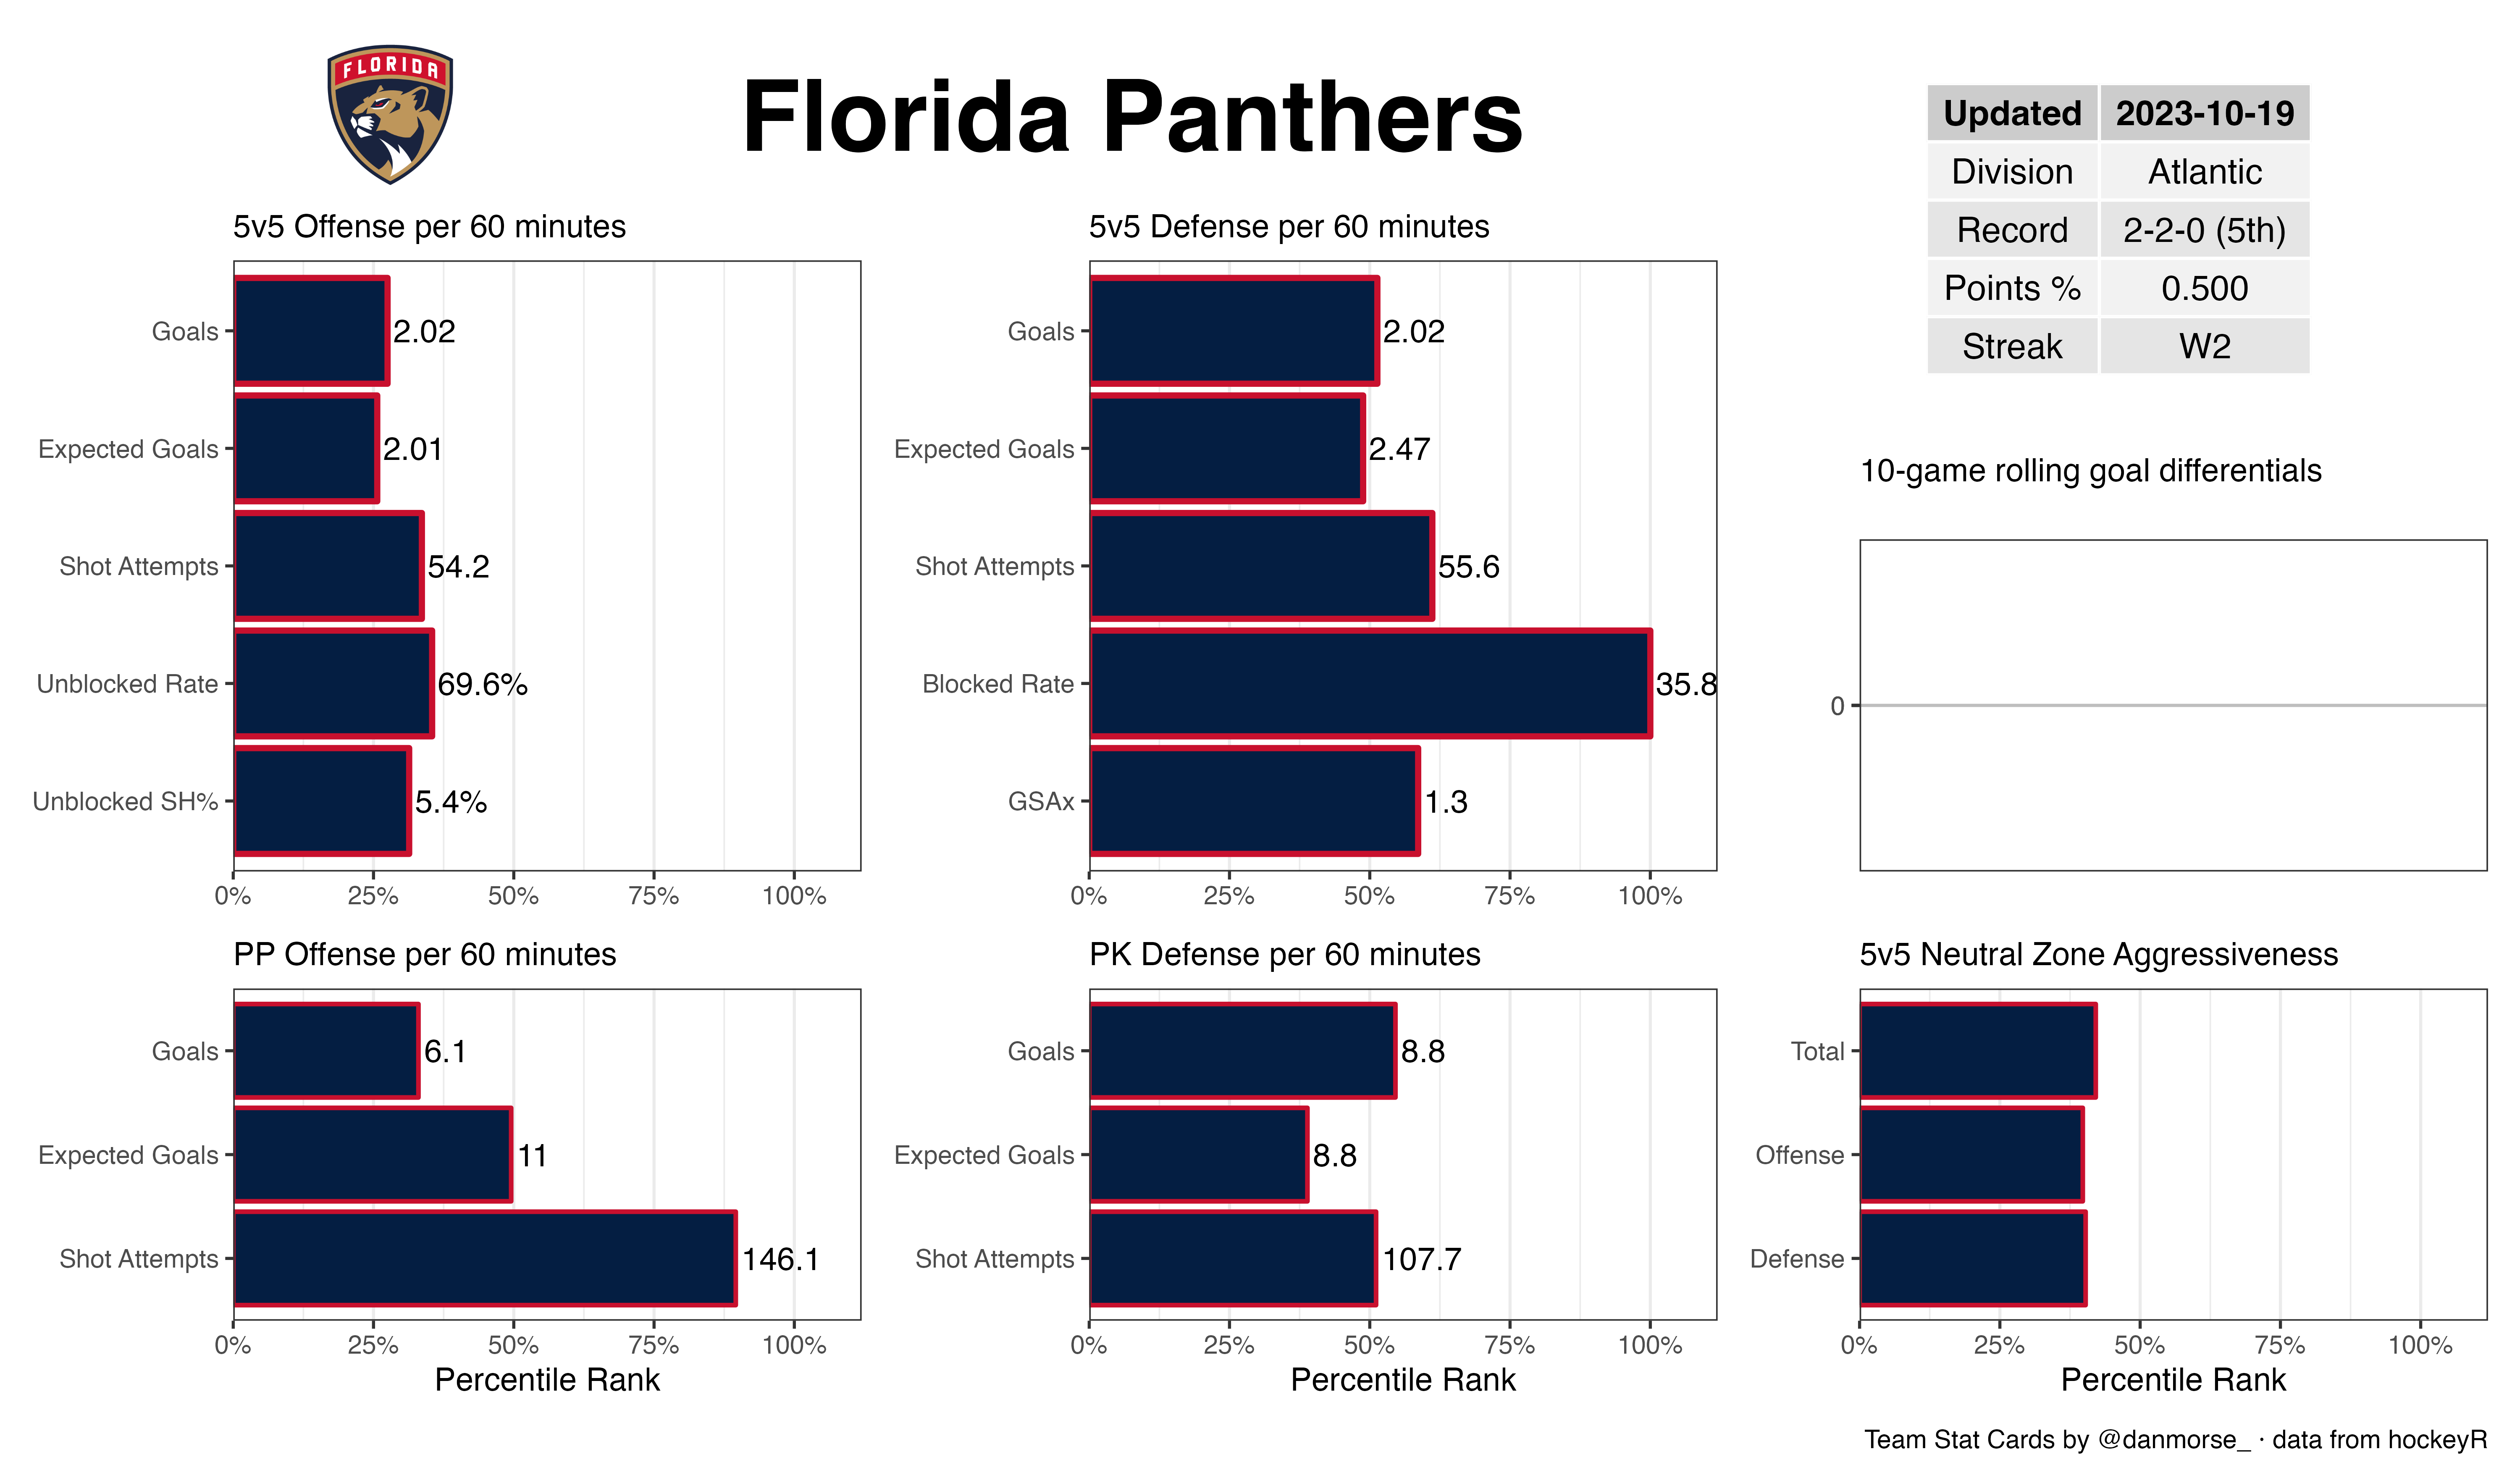 FLORIDA
Florida Panthers
Updated 2023-10-19
Division Atlantic
Record 2-2-0 (5th)
Points % 0.500
Streak W2
5v5 Offense per 60 minutes
Goals 2.02
Expected Goals 2.01
Shot Attempts 54.2
Unblocked Rate 69.6%
Unblocked SH% 5.4%
0% 25% 50% 75% 100%
5v5 Defense per 60 minutes
Goals 2.02
Expected Goals 2.47
Shot Attempts 55.6
Blocked Rate 35.8
GSAx 1.3
0% 25% 50% 75% 100%
10-game rolling goal differentials
0
PP Offense per 60 minutes
Goals 6.1
Expected Goals 11
Shot Attempts 146.1
0% 25% 50% 75% 100%
Percentile Rank
PK Defense per 60 minutes
Goals 8.8
Expected Goals 8.8
Shot Attempts 107.7
0% 25% 50% 75% 100%
Percentile Rank
5v5 Neutral Zone Aggressiveness
Total
Offense
Defense
0% 25% 50% 75% 100%
Percentile Rank
Team Stat Cards by @danmorse_ · data from hockeyR